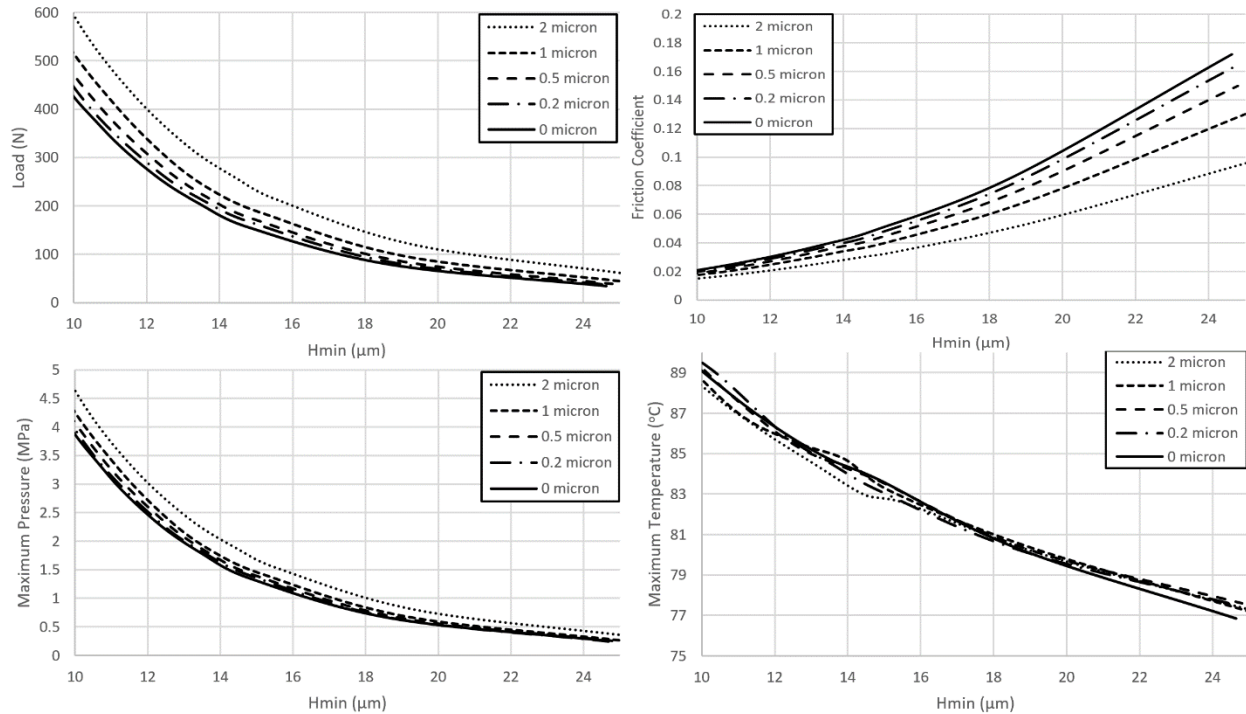 600
500
400
300
200
100
0
Load (N)
10 12 14 16 18 20 22 24
Hmin (μm)
2 micron
1 micron
0.5 micron
0.2 micron
0 micron
0.2
0.18
0.16
0.14
0.12
0.1
0.08
0.06
0.04
0.02
0
Friction Coefficient
10 12 14 16 18 20 22 24
Hmin (μm)
2 micron
1 micron
0.5 micron
0.2 micron
0 micron
5
4.5
4
3.5
3
2.5
2
1.5
1
0.5
0
Maximum Pressure (MPa)
10 12 14 16 18 20 22 24
Hmin (μm)
2 micron
1 micron
0.5 micron
0.2 micron
0 micron
89
87
85
83
81
79
77
75
Maximum Temperature (°C)
10 12 14 16 18 20 22 24
Hmin (μm)
2 micron
1 micron
0.5 micron
0.2 micron
0 micron